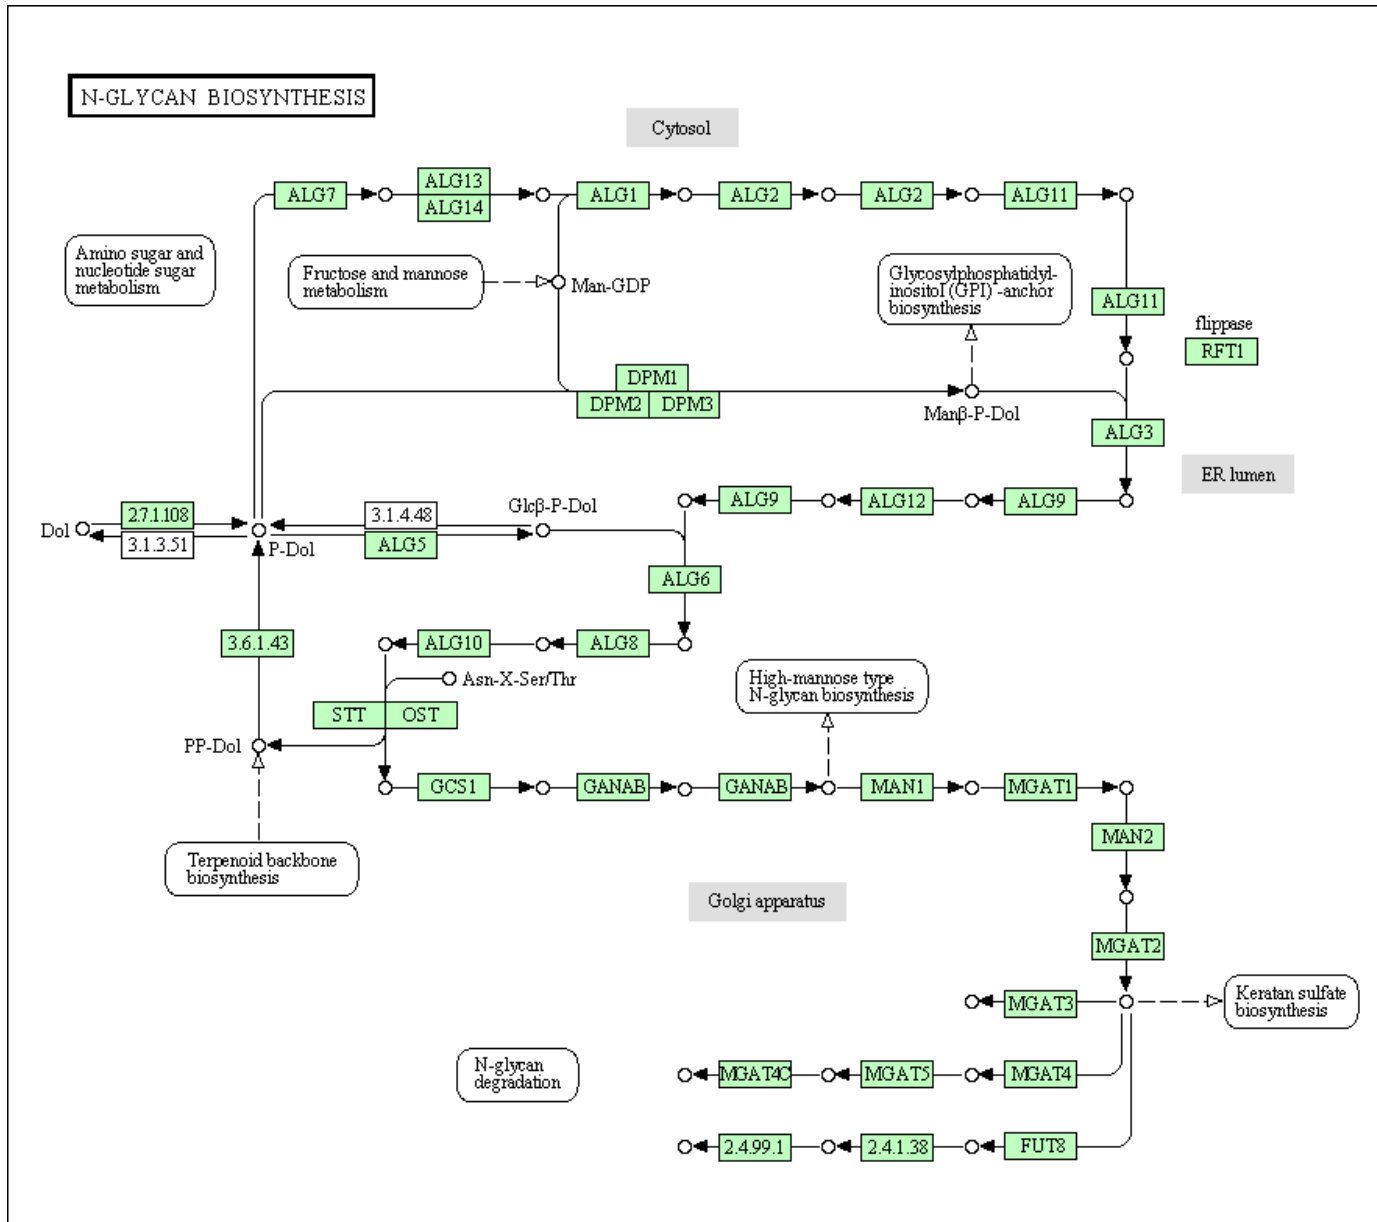 N-GLYCAN BIOSYNTHESIS
Cytosol
ALG7
ALG13
ALG14
ALG1
ALG2
ALG2
ALG11
Amino sugar and
nucleotide sugar
metabolism
Fructose and mannose
metabolism
Man-GDP
Glycosylphosphatidyl-
inositol (GPI) -anchor
biosynthesis
ALG11
flippase
RFT1
DPM1
DPM2
DPM3
Manβ-P-Dol
ALG3
ER lumen
ALG9
ALG12
ALG9
Dol
2.7.1.108
3.1.3.51
P-Dol
3.1.4.48
ALG5
Glcβ-P-Dol
ALG6
3.6.1.43
ALG10
ALG8
Asn-X-Ser/Thr
STT
OST
High-mannose type
N-glycan biosynthesis
PP-Dol
GCS1
GANAB
GANAB
MAN1
MGAT1
MAN2
Terpenoid backbone
biosynthesis
Golgi apparatus
MGAT2
MGAT3
Keratan sulfate
biosynthesis
N-glycan
degradation
MGAT4C
MGAT5
MGAT4
2.4.99.1
2.4.1.38
FUT8